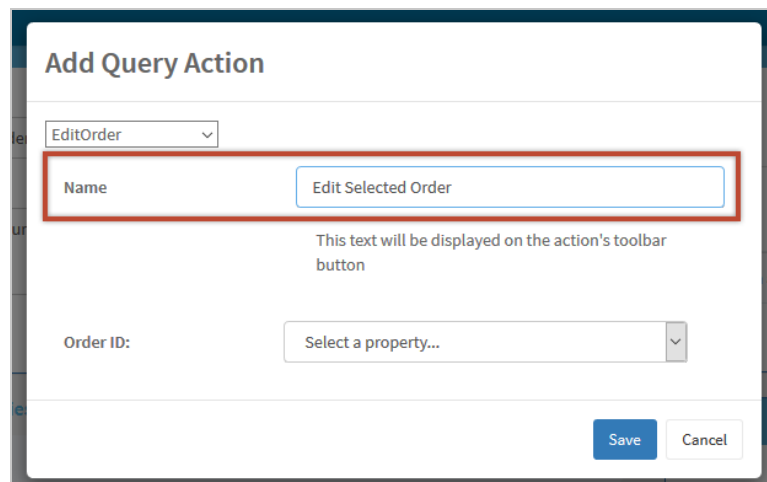 Add Query Action
EditOrder
Name
Edit Selected Order
This text will be displayed on the action's toolbar
button
Order ID:
Select a property...
Save
Cancel